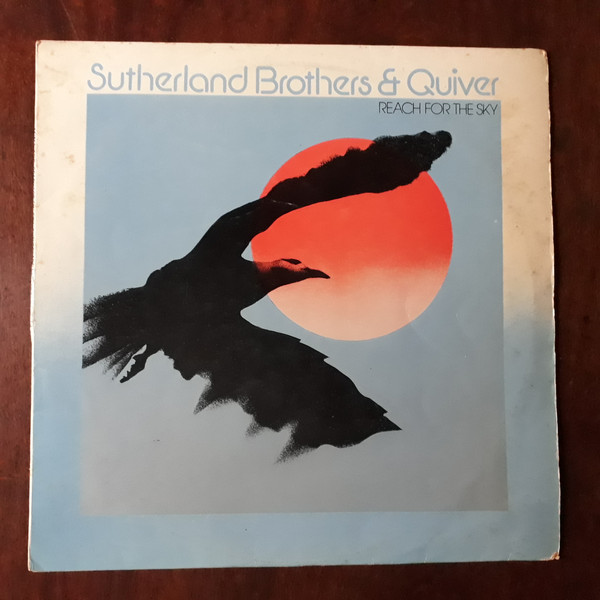 Sutherland Brothers & Quiver
REACH FOR THE SKY